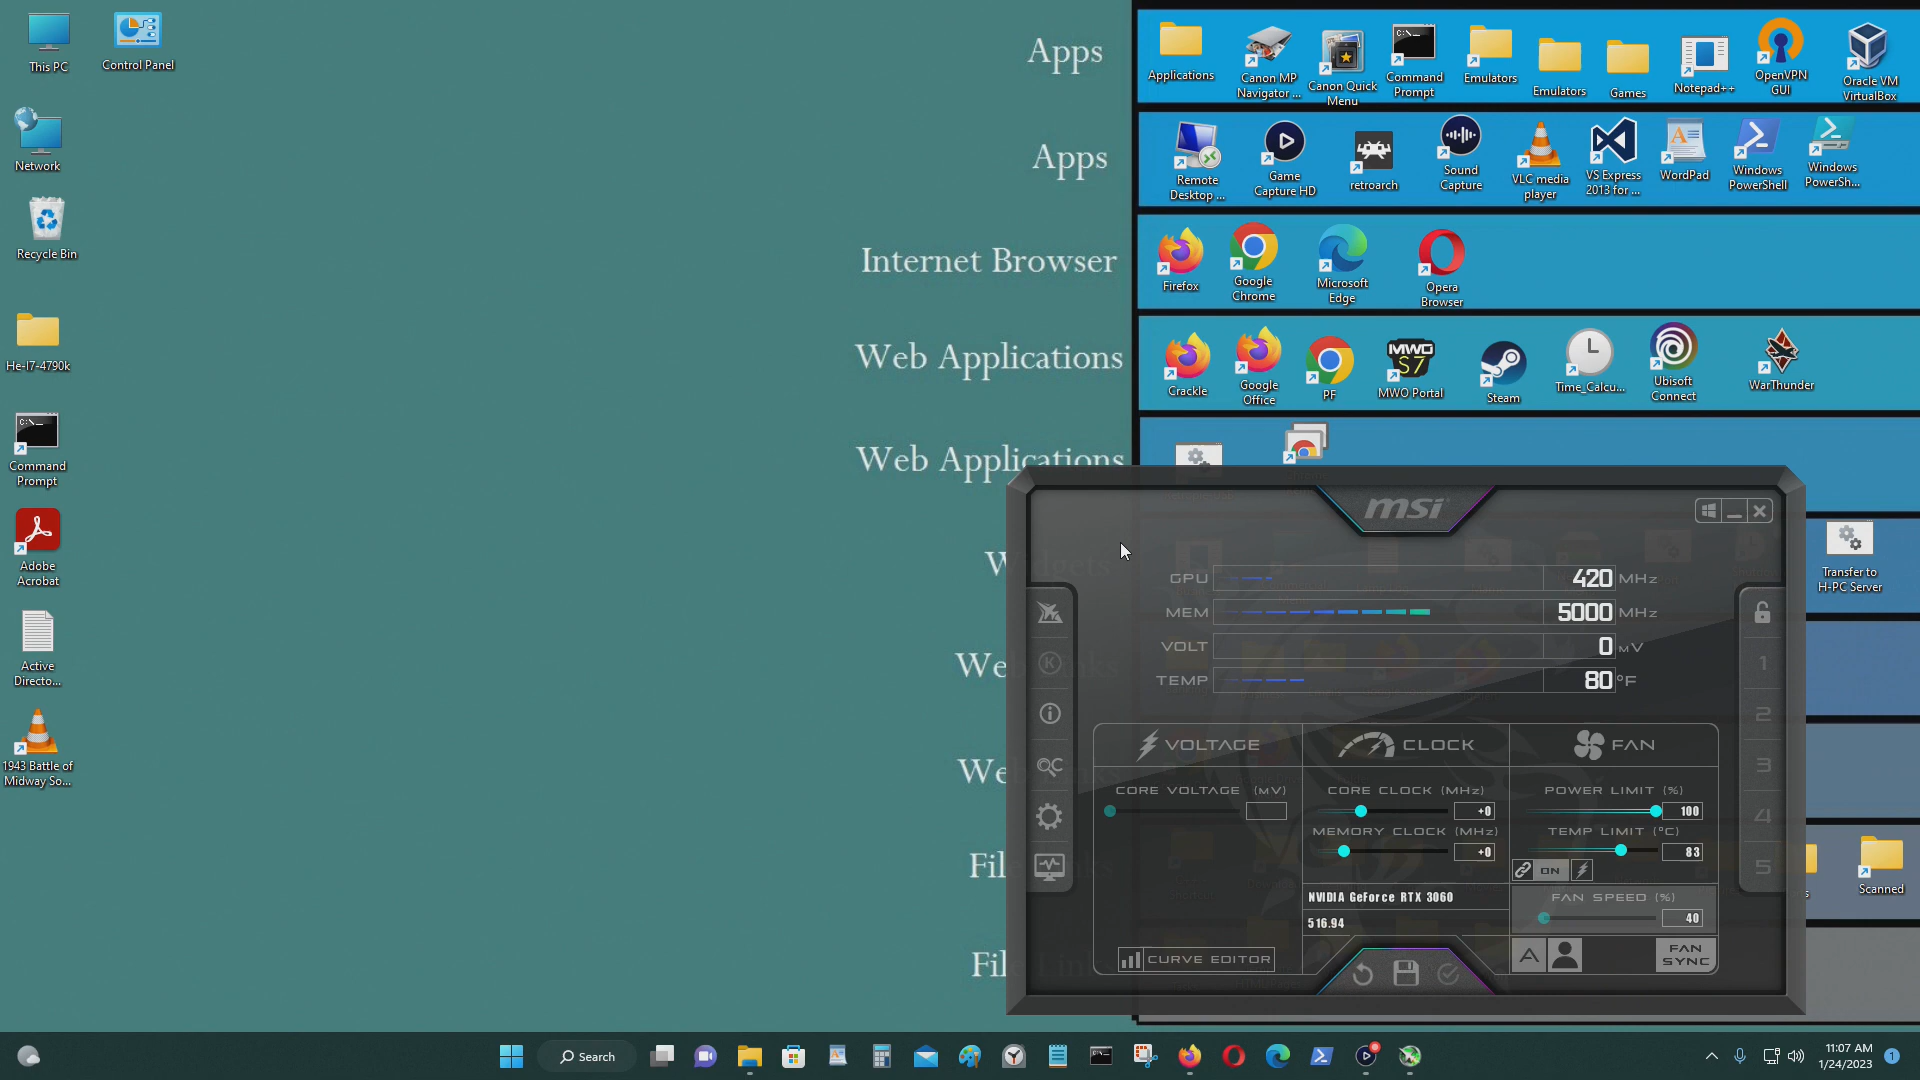 This PC
Control Panel
Network
Recycle Bin
He-I7-4790k
Command
Prompt
Adobe
Acrobat
Active
Directo...
1943 Battle of
Midway So...
Apps
Applications
Canon MP
Navigator ...
Canon Quick
Menu
Command
Prompt
Emulators
Emulators
Games
Notepad++
OpenVPN
GUI
Oracle VM
VirtualBox
Apps
Remote
Desktop ...
Game
Capture HD
retroarch
Sound
Capture
VLC media
player
VS Express
2013 for ...
WordPad
Windows
PowerShell
Windows
PowerSh...
Internet Browser
Firefox
Google
Chrome
Microsoft
Edge
Opera
Browser
Web Applications
Crackle
Google
Office
PF
MWO
S7
MWO Portal
Steam
Time_Calcu...
Ubisoft
Connect
WarThunder
Web Applications
Transfer to
H-PC Server
Scanned
msi
GPU 420 MHz
MEM 5000 MHz
VOLT 0 mV
TEMP 80 °F
K
i
OC
1
2
3
4
5
VOLTAGE
CLOCK
FAN
CORE VOLTAGE (MV)
CORE CLOCK (MHz)
+0
MEMORY CLOCK (MHz)
+0
POWER LIMIT (%)
100
TEMP LIMIT (°C)
83
ON
NVIDIA GeForce RTX 3060
516.94
FAN SPEED (%)
40
A
FAN
SYNC
CURVE EDITOR
Search
11:07 AM
1/24/2023
1